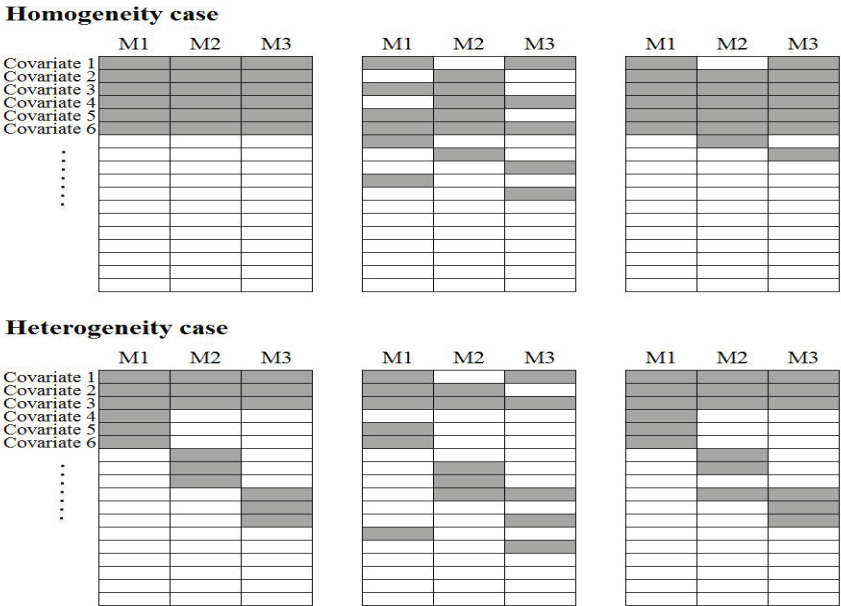 Homogeneity case
M1 M2 M3 M1 M2 M3 M1 M2 M3
Covariate 1
Covariate 2
Covariate 3
Covariate 4
Covariate 5
Covariate 6
Heterogeneity case
M1 M2 M3 M1 M2 M3 M1 M2 M3
Covariate 1
Covariate 2
Covariate 3
Covariate 4
Covariate 5
Covariate 6